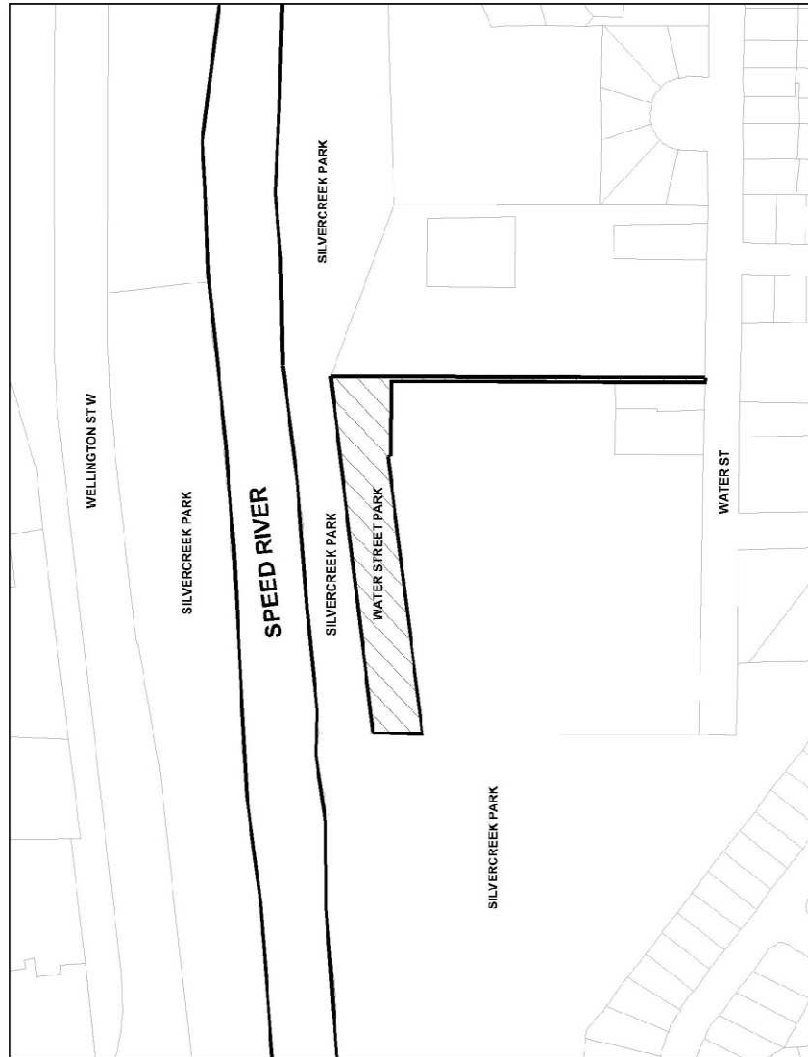 WELLINGTON ST W
SILVERCREEK PARK
SPEED RIVER
SILVERCREEK PARK
SILVERCREEK PARK
WATER STREET PARK
SILVERCREEK PARK
WATER ST